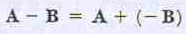 A − B = A + (−B)